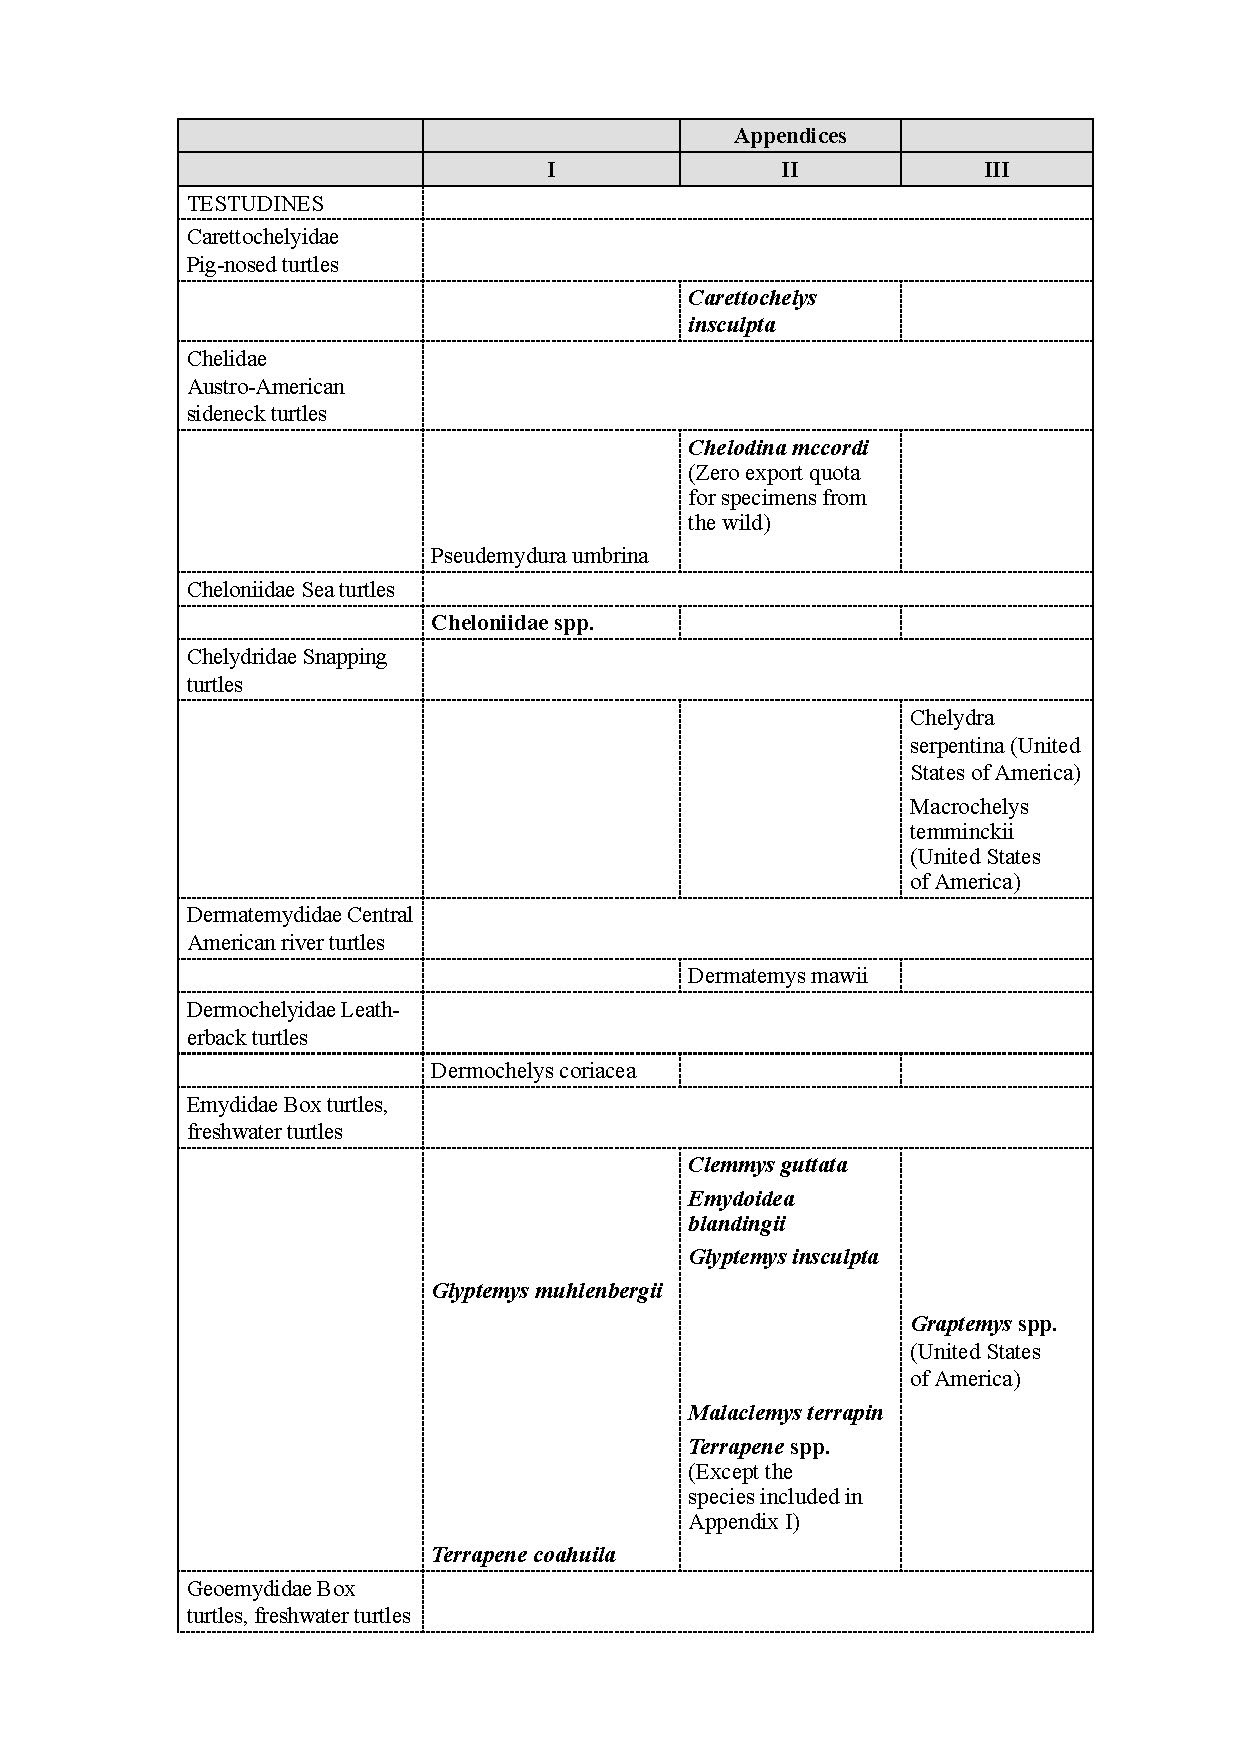 Appendices
I II III
TESTUDINES
Carettochelyidae
Pig-nosed turtles
Carettochelys
insculpta
Chelidae
Austro-American
sideneck turtles
Chelodina mccordi
(Zero export quota
for specimens from
the wild)
Pseudemydura umbrina
Cheloniidae Sea turtles
Cheloniidae spp.
Chelydridae Snapping
turtles
Chelydra
serpentina (United
States of America)
Macrochelys
temminckii
(United States
of America)
Dermatemydidae Central
American river turtles
Dermatemys mawii
Dermochelyidae Leath-
erback turtles
Dermochelys coriacea
Emydidae Box turtles,
freshwater turtles
Clemmys guttata
Emydoidea
blandingii
Glyptemys insculpta
Glyptemys muhlenbergii
Graptemys spp.
(United States
of America)
Malaclemys terrapin
Terrapene spp.
(Except the
species included in
Appendix I)
Terrapene coahuila
Geoemydidae Box
turtles, freshwater turtles